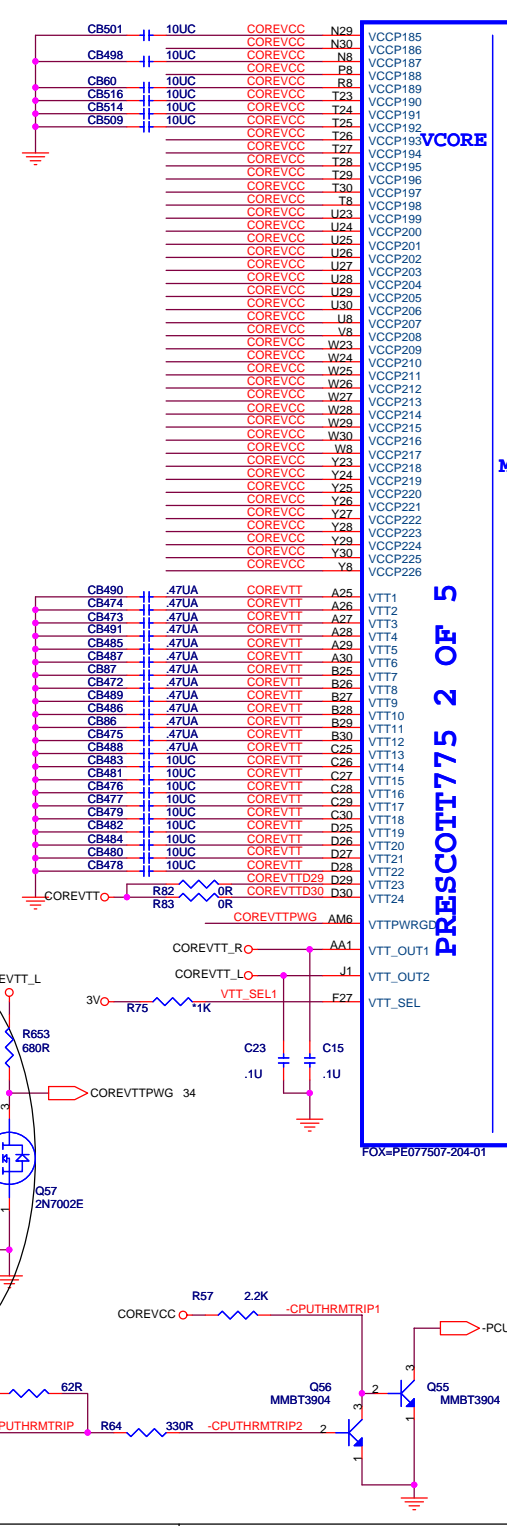 CB501 10UC COREVCC N29 VCCP185
COREVCC N30 VCCP186
CB498 10UC COREVCC N8 VCCP187
COREVCC P8 VCCP188
CB60 10UC COREVCC R8 VCCP189
CB516 10UC COREVCC T23 VCCP190
CB514 10UC COREVCC T24 VCCP191
CB509 10UC COREVCC T25 VCCP192
COREVCC T26 VCCP193 VCORE
COREVCC T27 VCCP194
COREVCC T28 VCCP195
COREVCC T29 VCCP196
COREVCC T30 VCCP197
COREVCC T8 VCCP198
COREVCC U23 VCCP199
COREVCC U24 VCCP200
COREVCC U25 VCCP201
COREVCC U26 VCCP202
COREVCC U27 VCCP203
COREVCC U28 VCCP204
COREVCC U29 VCCP205
COREVCC U30 VCCP206
COREVCC U8 VCCP207
COREVCC V8 VCCP208
COREVCC W23 VCCP209
COREVCC W24 VCCP210
COREVCC W25 VCCP211
COREVCC W26 VCCP212
COREVCC W27 VCCP213
COREVCC W28 VCCP214
COREVCC W29 VCCP215
COREVCC W30 VCCP216
COREVCC W8 VCCP217
COREVCC Y23 VCCP218
COREVCC Y24 VCCP219
COREVCC Y25 VCCP220
COREVCC Y26 VCCP221
COREVCC Y27 VCCP222
COREVCC Y28 VCCP223
COREVCC Y29 VCCP224
COREVCC Y30 VCCP225
COREVCC Y8 VCCP226
CB490 .47UA COREVTT A25 VTT1
CB474 .47UA COREVTT A26 VTT2
CB473 .47UA COREVTT A27 VTT3
CB491 .47UA COREVTT A28 VTT4
CB485 .47UA COREVTT A29 VTT5
CB487 .47UA COREVTT A30 VTT6
CB87 .47UA COREVTT B25 VTT7
CB472 .47UA COREVTT B26 VTT8
CB489 .47UA COREVTT B27 VTT9
CB486 .47UA COREVTT B28 VTT10
CB86 .47UA COREVTT B29 VTT11
CB475 .47UA COREVTT B30 VTT12
CB488 .47UA COREVTT C25 VTT13
CB483 10UC COREVTT C26 VTT14
CB481 10UC COREVTT C27 VTT15
CB476 10UC COREVTT C28 VTT16
CB477 10UC COREVTT C29 VTT17
CB479 10UC COREVTT C30 VTT18
CB482 10UC COREVTT D25 VTT19
CB484 10UC COREVTT D26 VTT20
CB480 10UC COREVTT D27 VTT21
CB478 10UC COREVTT D28 VTT22
COREVTTD29 D29 VTT23
COREVTT R82 0R COREVTTD30 D30 VTT24
R83 0R
PRESCOTT775 2 OF 5
COREVTTPWG AM6 VTTPWRGD
COREVTT_R AA1 VTT_OUT1
COREVTT_L J1 VTT_OUT2
EVTT_L
3V R75 *1K VTT_SEL1 F27 VTT_SEL
R653
680R
C23 C15
.1U .1U
COREVTTPWG 34
3
FOX=PE077507-204-01
Q57
2N7002E
1
R57 2.2K -CPUTHRMTRIP1
COREVCC
-PCU
3
62R Q56 2 Q55
MMBT3904 MMBT3904
3 1
PUTHRMTRIP R64 330R -CPUTHRMTRIP2 2
1